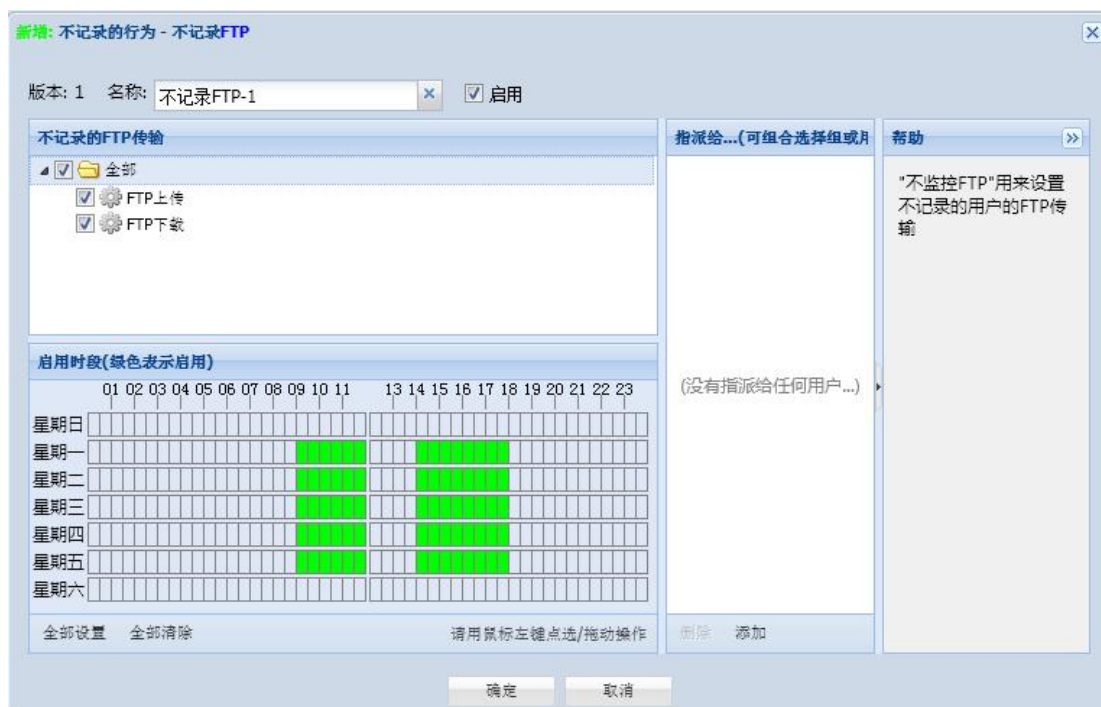 新增: 不记录的行为 - 不记录FTP
版本: 1 名称: 不记录FTP-1 启用
不记录的FTP传输
全部
FTP上传
FTP下载
启用时段(绿色表示启用)
01 02 03 04 05 06 07 08 09 10 11 13 14 15 16 17 18 19 20 21 22 23
星期日
星期一
星期二
星期三
星期四
星期五
星期六
全部设置 全部清除 请用鼠标左键点选/拖动操作
指派给...(可组合选择组或用
(没有指派给任何用户...)
删除 添加
帮助
"不监控FTP"用来设置
不记录的用户的FTP传
输
确定 取消